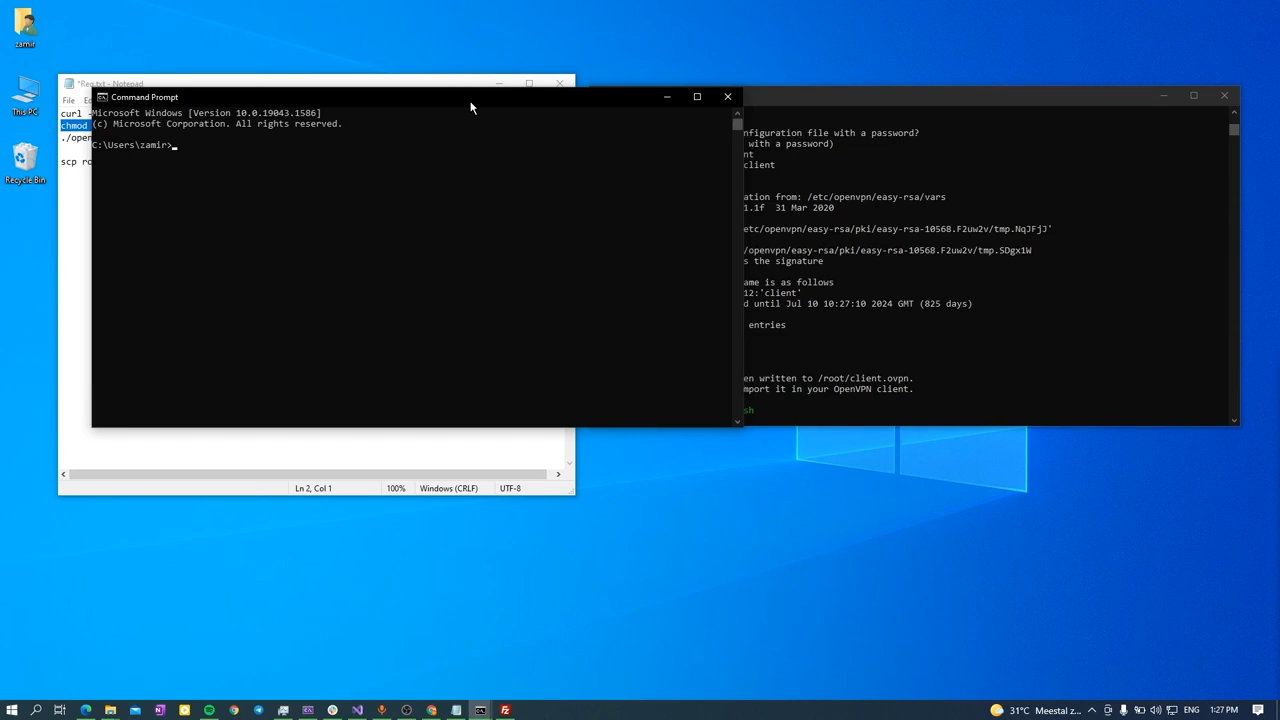 zamir
This PC
Recycle Bin
*Req.txt - Notepad
File
curl
chmod
./open
scp ro
Ln 2, Col 1
100%
Windows (CRLF)
UTF-8
Command Prompt
Microsoft Windows [Version 10.0.19043.1586]
(c) Microsoft Corporation. All rights reserved.
C:\Users\zamir>
nfiguration file with a password?
with a password)
nt
client
ation from: /etc/openvpn/easy-rsa/vars
1.1f 31 Mar 2020
etc/openvpn/easy-rsa/pki/easy-rsa-10568.F2uw2v/tmp.NqJFjJ'
/openvpn/easy-rsa/pki/easy-rsa-10568.F2uw2v/tmp.SDgx1W
s the signature
ame is as follows
12:'client'
d until Jul 10 10:27:10 2024 GMT (825 days)
entries
en written to /root/client.ovpn.
mport it in your OpenVPN client.
sh
31°C Meestal z...
ENG
1:27 PM